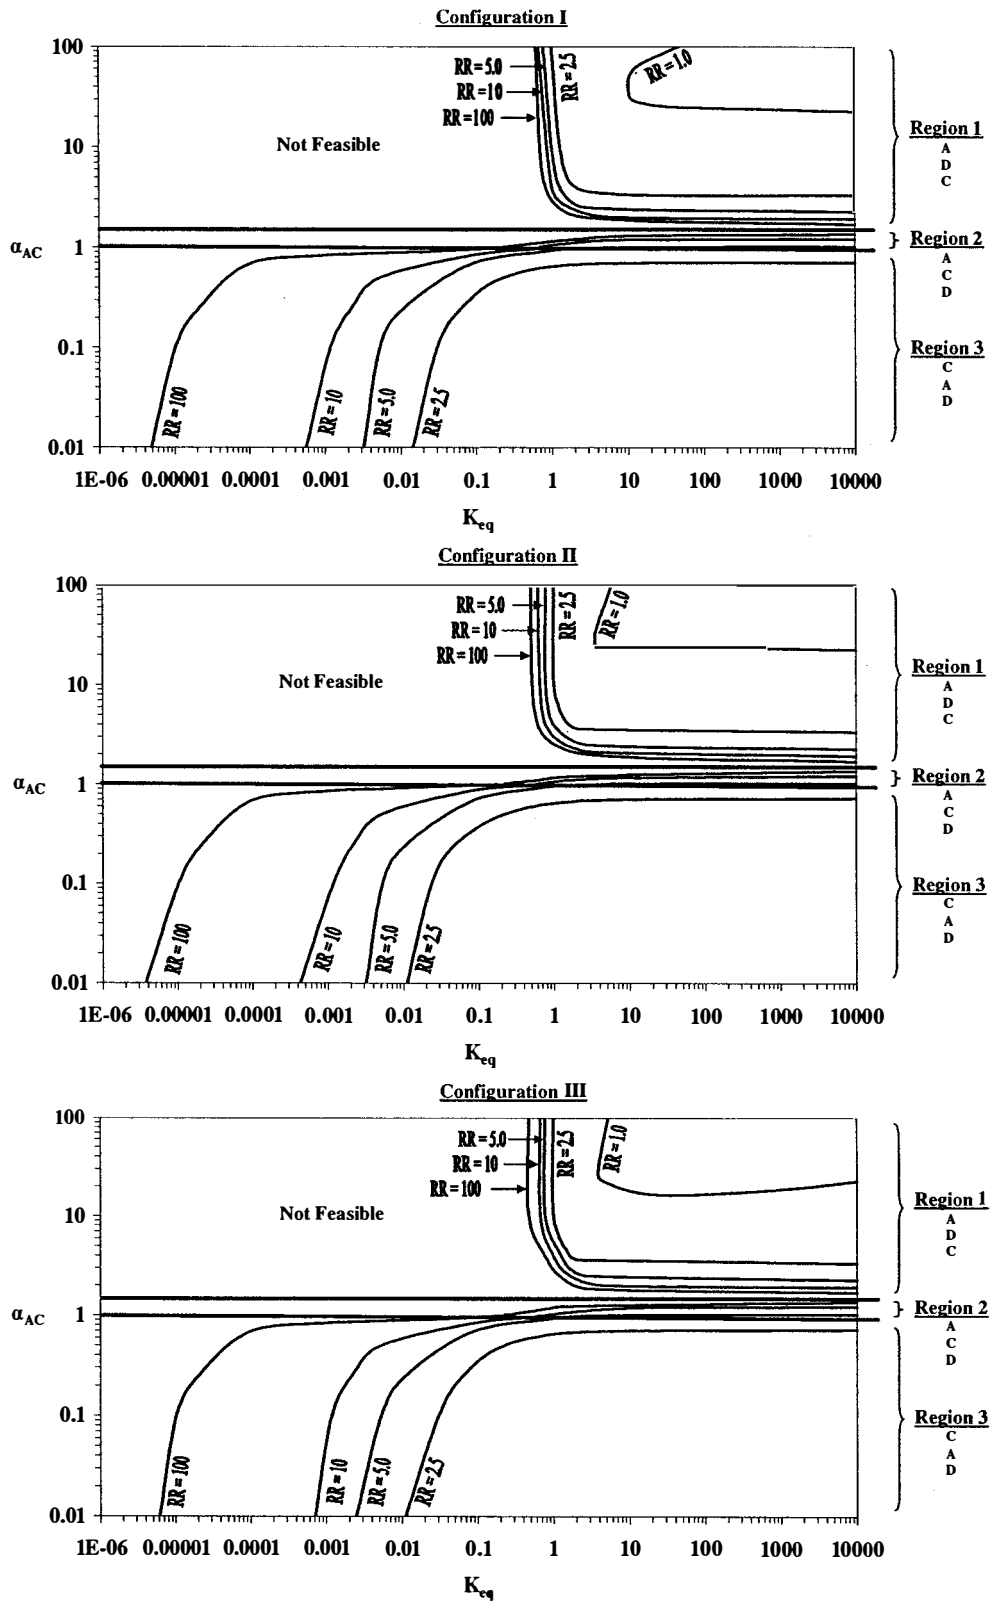 Configuration I
100
10
1
0.1
0.01
α_AC
RR = 5.0
RR = 10
RR = 100
RR = 2.5
RR = 1.0
Not Feasible
RR = 100
RR = 10
RR = 5.0
RR = 2.5
Region 1
A
D
C
Region 2
A
C
D
Region 3
C
A
D
1E-06 0.00001 0.0001 0.001 0.01 0.1 1 10 100 1000 10000
K_eq
Configuration II
100
10
1
0.1
0.01
α_AC
RR = 5.0
RR = 10
RR = 100
RR = 2.5
RR = 1.0
Not Feasible
RR = 100
RR = 10
RR = 5.0
RR = 2.5
Region 1
A
D
C
Region 2
A
C
D
Region 3
C
A
D
1E-06 0.00001 0.0001 0.001 0.01 0.1 1 10 100 1000 10000
K_eq
Configuration III
100
10
1
0.1
0.01
α_AC
RR = 5.0
RR = 10
RR = 100
RR = 2.5
RR = 1.0
Not Feasible
RR = 100
RR = 10
RR = 5.0
RR = 2.5
Region 1
A
D
C
Region 2
A
C
D
Region 3
C
A
D
1E-06 0.00001 0.0001 0.001 0.01 0.1 1 10 100 1000 10000
K_eq